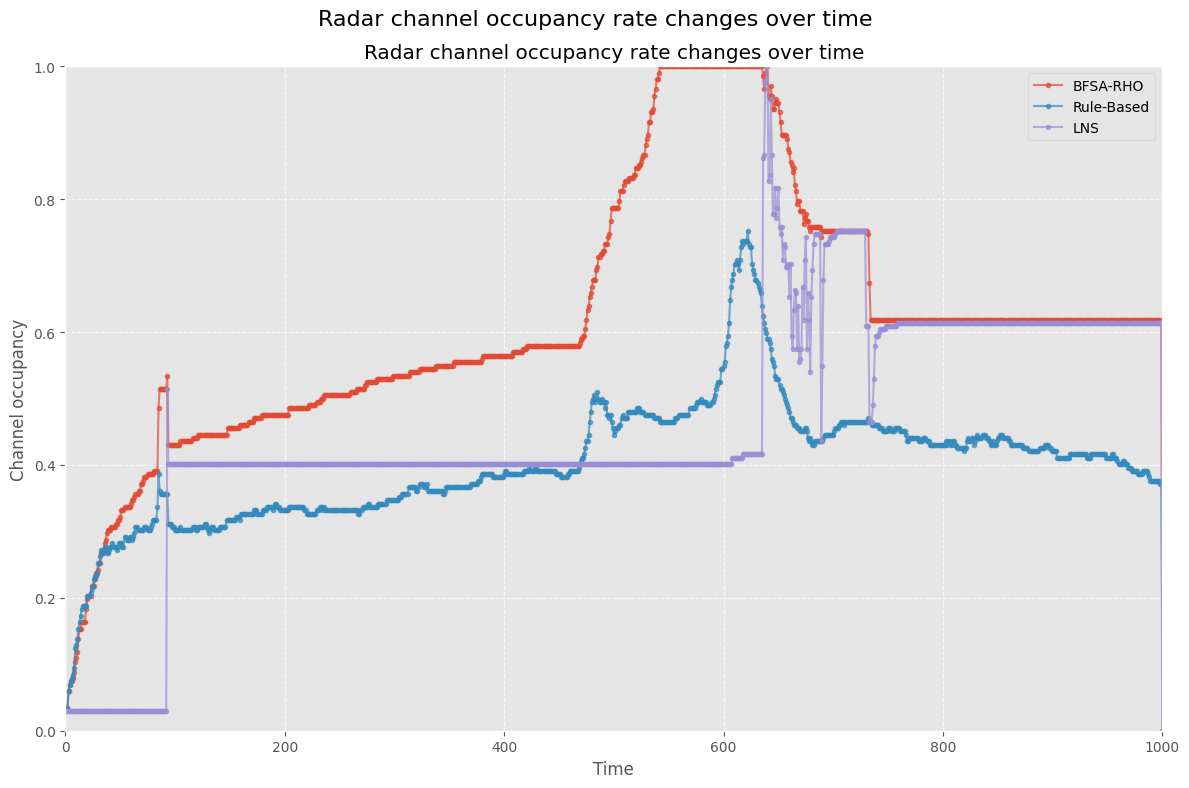 Radar channel occupancy rate changes over time
Radar channel occupancy rate changes over time
BFSA-RHO
Rule-Based
LNS
Channel occupancy
1.0
0.8
0.6
0.4
0.2
0.0
0 200 400 600 800 1000
Time